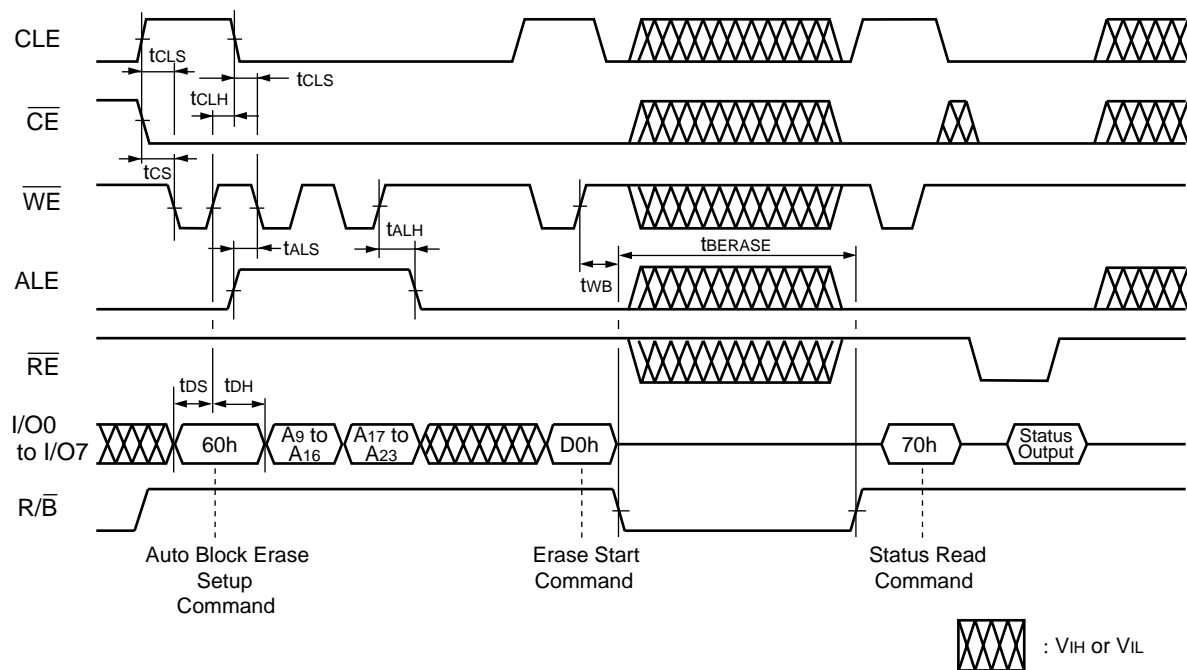 CLE
tCLS
tCLS
tCLH
CE
tCS
WE
tALS
tALH
tBERASE
ALE
tWB
RE
tDS
tDH
I/O0
to I/O7
60h
A9 to
A16
A17 to
A23
D0h
70h
Status
Output
R/B
Auto Block Erase
Setup
Command
Erase Start
Command
Status Read
Command
: VIH or VIL